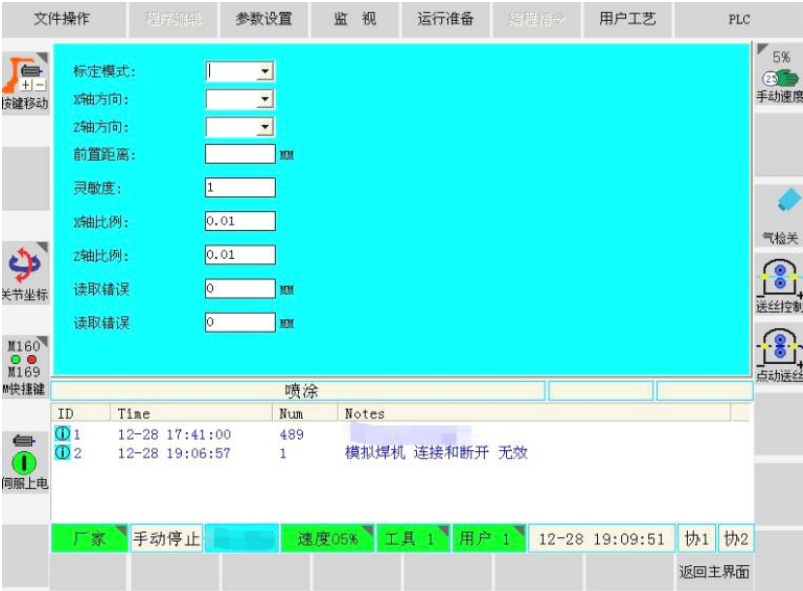 文件操作 程序编辑 参数设置 监 视 运行准备 编程指令 用户工艺 PLC
按键移动
标定模式:
X轴方向:
Z轴方向:
前置距离: MM
灵敏度: 1
X轴比例: 0.01
Z轴比例: 0.01
读取错误 0 MM
读取错误 0 MM
5%
25
手动速度
气检关
关节坐标
送丝控制
M160
M169
M快捷键
点动送丝
喷涂
ID Time Num Notes
1 12-28 17:41:00 489
2 12-28 19:06:57 1 模拟焊机 连接和断开 无效
伺服上电
厂家 手动停止 速度05% 工具 1 用户 1 12-28 19:09:51 协1 协2
返回主界面